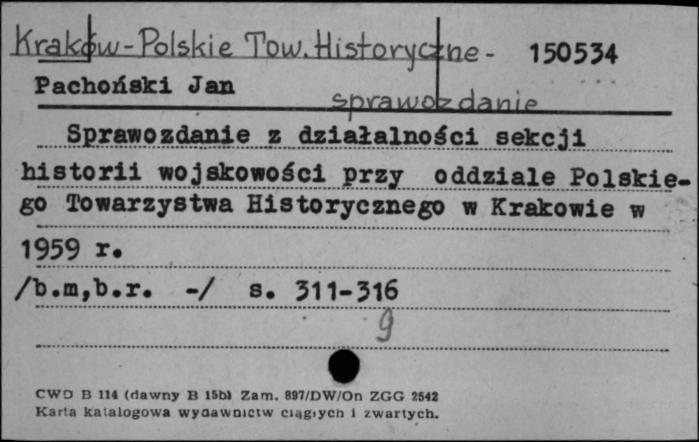 Kraków-Polskie Tow. Historyczne - 150534
Pachoński Jan
sprawozdanie
Sprawozdanie z działalności sekcji
historii wojskowości przy oddziale Polskie-
go Towarzystwa Historycznego w Krakowie w
1959 r.
/b.m,b.r. -/ s. 311-316
9
CWD B 114 (dawny B 15b) Zam. 897/DW/On ZGG 2542
Karta katalogowa wydawnictw ciągłych i zwartych.